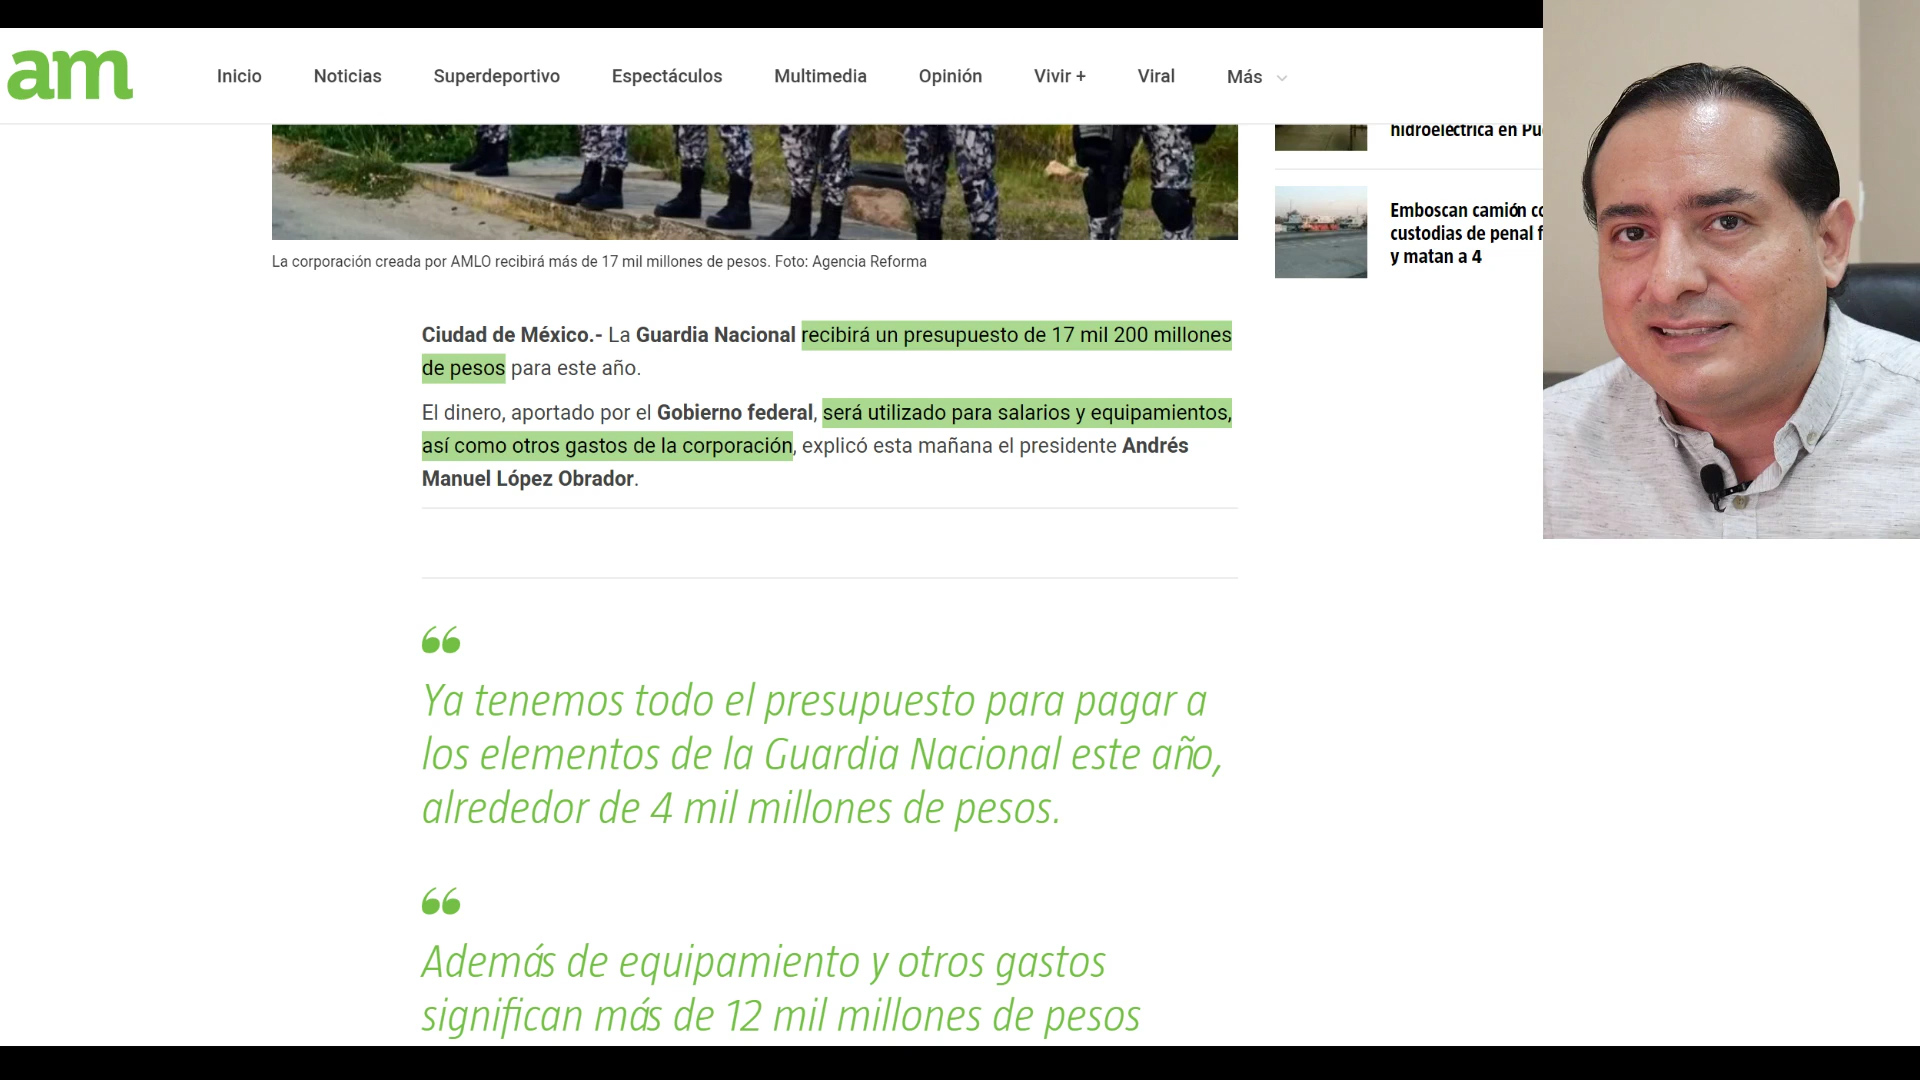 am
Inicio Noticias Superdeportivo Espectáculos Multimedia Opinión Vivir + Viral Más
hidroeléctrica en
La corporación creada por AMLO recibirá más de 17 mil millones de pesos. Foto: Agencia Reforma
Emboscan camión
custodias de penal
y matan a 4
Ciudad de México.- La Guardia Nacional recibirá un presupuesto de 17 mil 200 millones
de pesos para este año.
El dinero, aportado por el Gobierno federal, será utilizado para salarios y equipamientos,
así como otros gastos de la corporación, explicó esta mañana el presidente Andrés
Manuel López Obrador.
“
Ya tenemos todo el presupuesto para pagar a
los elementos de la Guardia Nacional este año,
alrededor de 4 mil millones de pesos.
“
Además de equipamiento y otros gastos
significan más de 12 mil millones de pesos